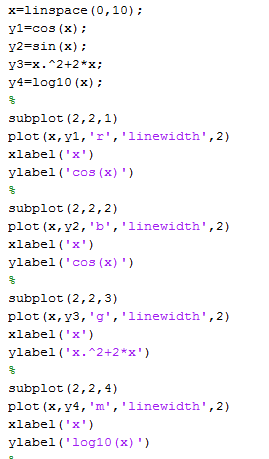 x=linspace(0,10);
y1=cos(x);
y2=sin(x);
y3=x.^2+2*x;
y4=log10(x);
%
subplot(2,2,1)
plot(x,y1,'r','linewidth',2)
xlabel('x')
ylabel('cos(x)')
%
subplot(2,2,2)
plot(x,y2,'b','linewidth',2)
xlabel('x')
ylabel('cos(x)')
%
subplot(2,2,3)
plot(x,y3,'g','linewidth',2)
xlabel('x')
ylabel('x.^2+2*x')
%
subplot(2,2,4)
plot(x,y4,'m','linewidth',2)
xlabel('x')
ylabel('log10(x)')